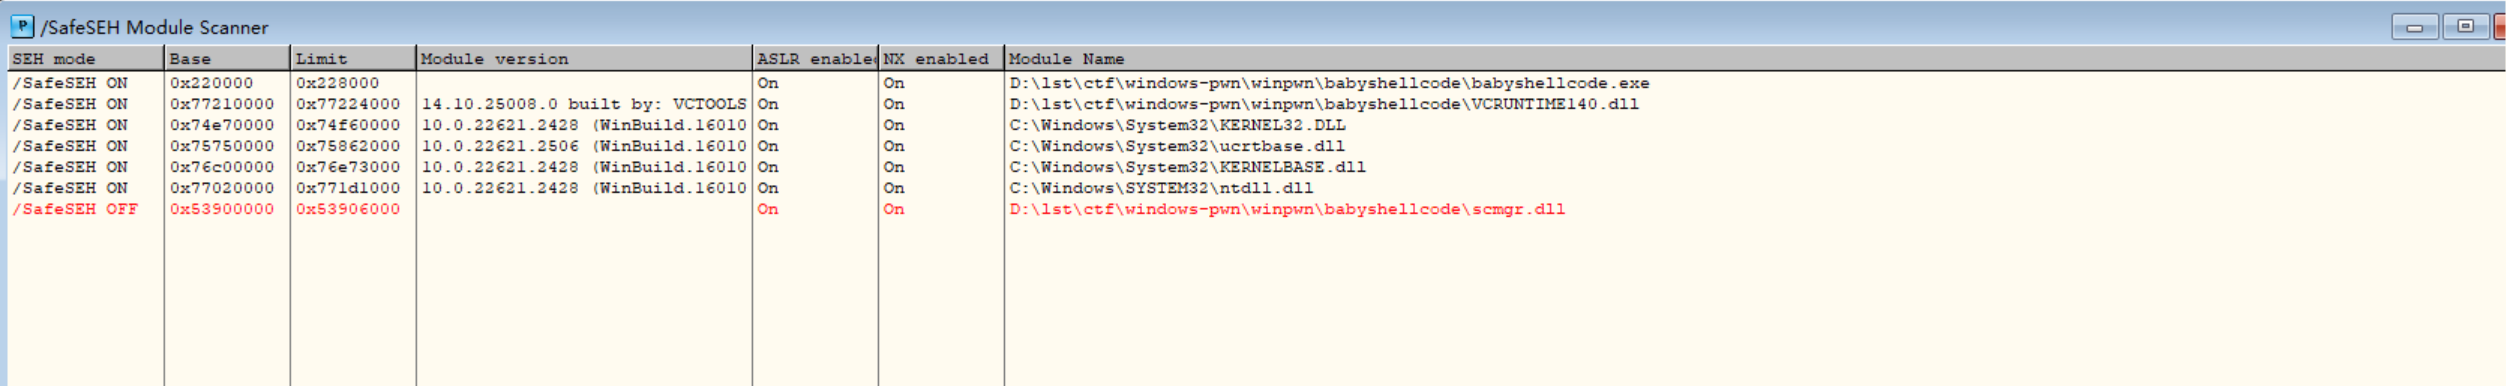 /SafeSEH Module Scanner
SEH mode Base Limit Module version ASLR enable NX enabled Module Name
/SafeSEH ON 0x220000 0x228000 On On D:\lst\ctf\windows-pwn\winpwn\babyshellcode\babyshellcode.exe
/SafeSEH ON 0x77210000 0x77224000 14.10.25008.0 built by: VCTOOLS On On D:\lst\ctf\windows-pwn\winpwn\babyshellcode\VCRUNTIME140.dll
/SafeSEH ON 0x74e70000 0x74f60000 10.0.22621.2428 (WinBuild.16010 On On C:\Windows\System32\KERNEL32.DLL
/SafeSEH ON 0x75750000 0x75862000 10.0.22621.2506 (WinBuild.16010 On On C:\Windows\System32\ucrtbase.dll
/SafeSEH ON 0x76c00000 0x76e73000 10.0.22621.2428 (WinBuild.16010 On On C:\Windows\System32\KERNELBASE.dll
/SafeSEH ON 0x77020000 0x771d1000 10.0.22621.2428 (WinBuild.16010 On On C:\Windows\SYSTEM32\ntdll.dll
/SafeSEH OFF 0x53900000 0x53906000 On On D:\lst\ctf\windows-pwn\winpwn\babyshellcode\scmgr.dll